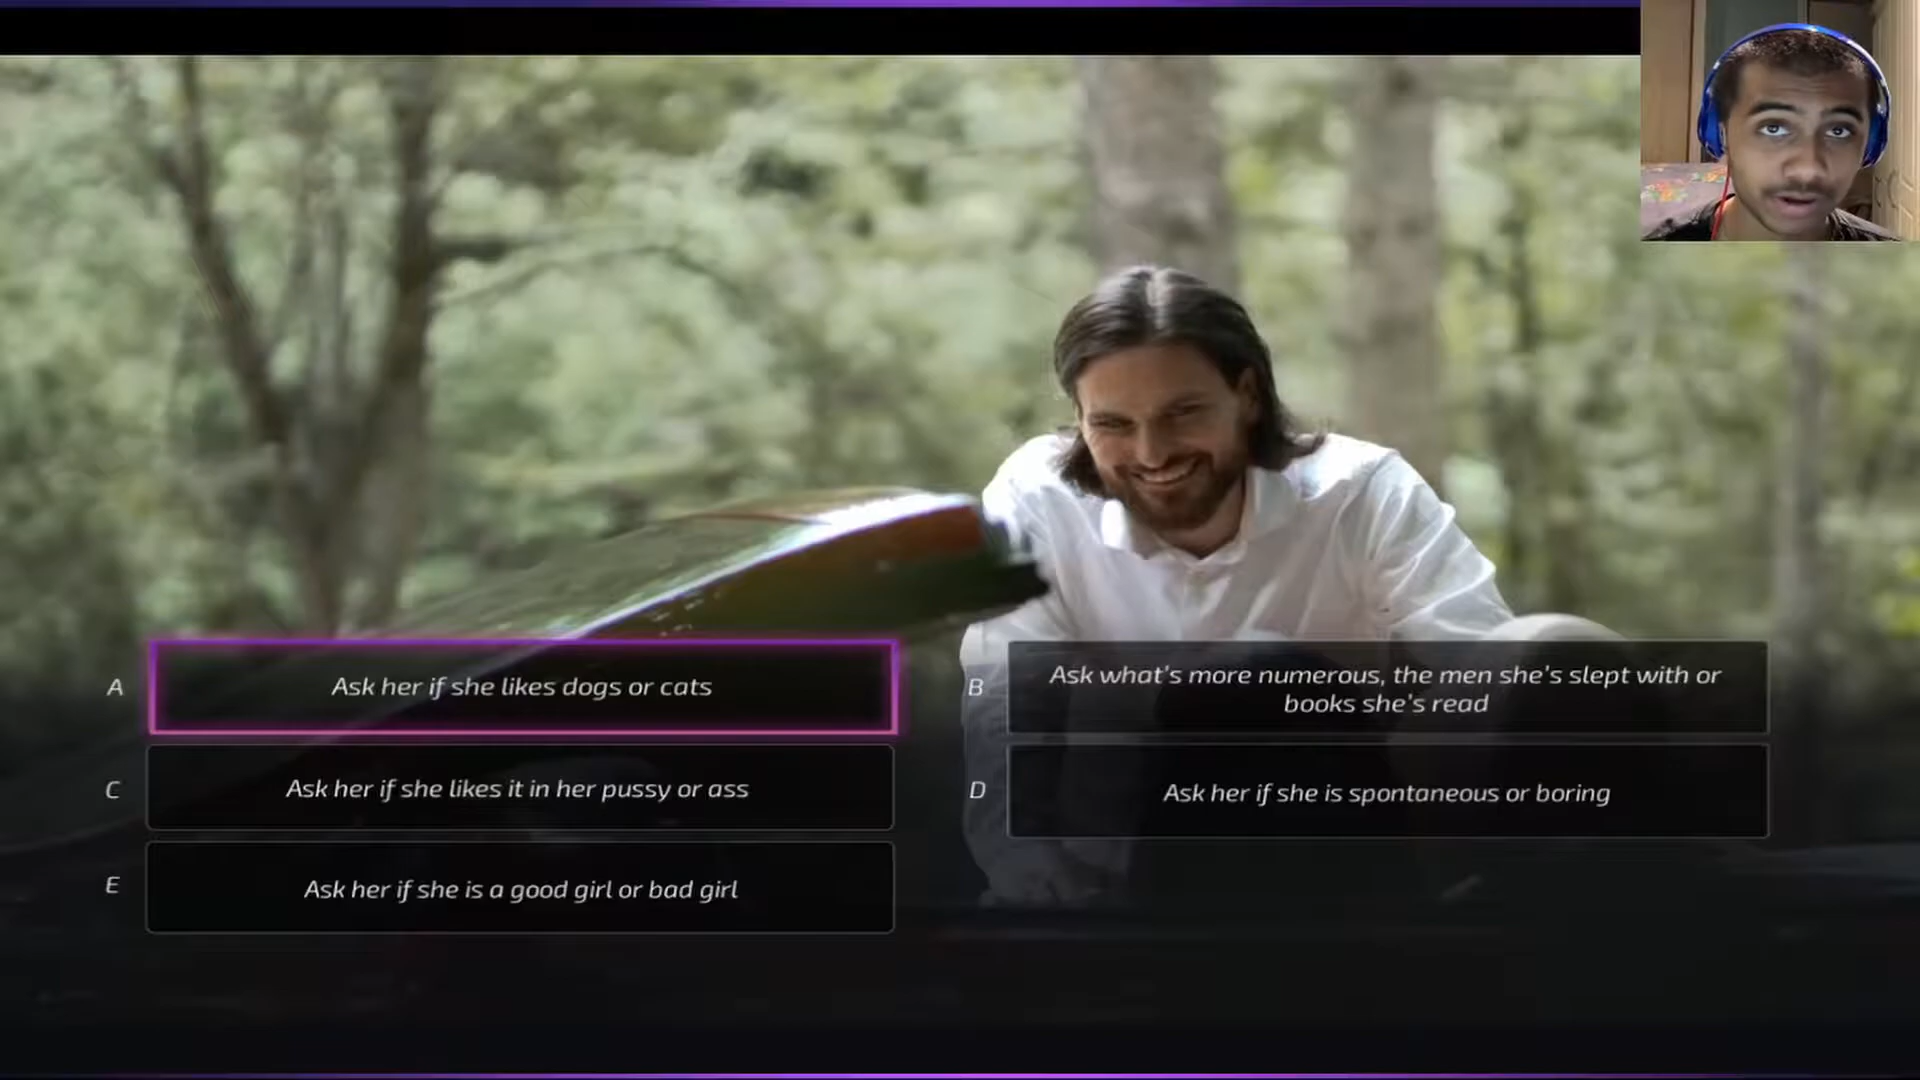 A
Ask her if she likes dogs or cats
B
Ask what's more numerous, the men she's slept with or
books she's read
C
Ask her if she likes it in her pussy or ass
D
Ask her if she is spontaneous or boring
E
Ask her if she is a good girl or bad girl